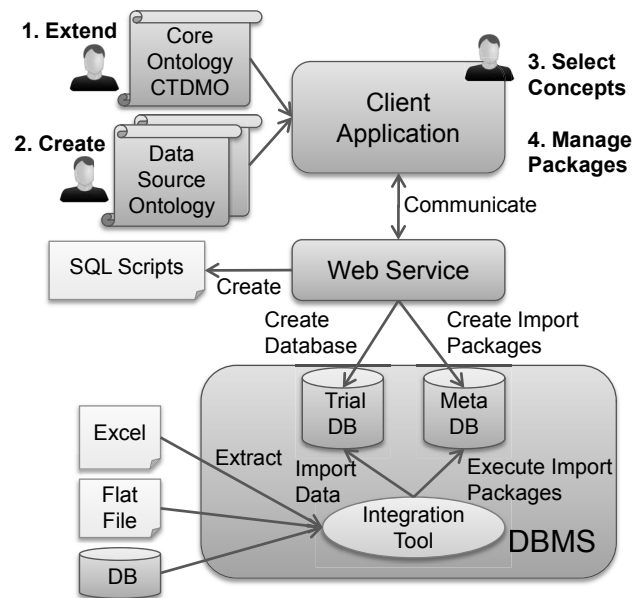 1. Extend
Core
Ontology
CTDMO
2. Create
Data
Source
Ontology
Client
Application
3. Select
Concepts
4. Manage
Packages
Communicate
SQL Scripts
Create
Web Service
Create
Database
Create Import
Packages
Trial
DB
Meta
DB
Excel
Extract
Import
Data
Execute Import
Packages
Flat
File
Integration
Tool
DBMS
DB